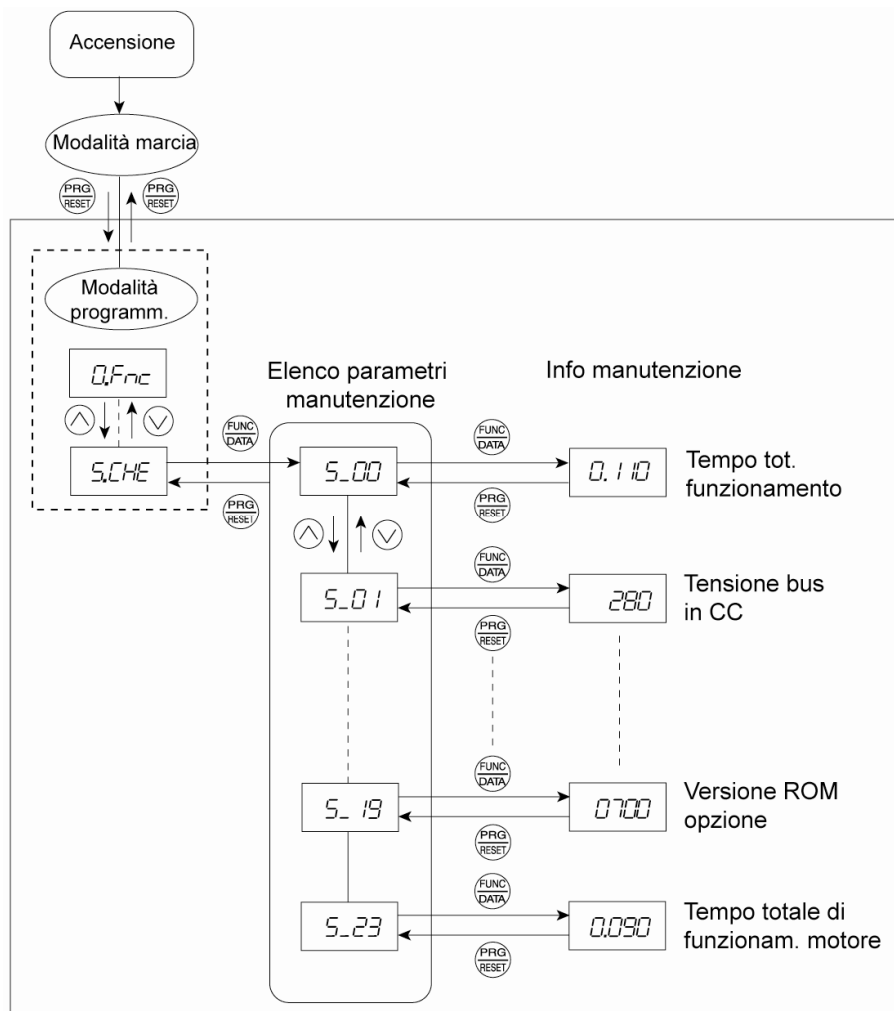 Accensione
Modalità marcia
PRG
RESET
PRG
RESET
Modalità
programm.
0.Fnc
5.CHE
Elenco parametri
manutenzione
Info manutenzione
FUNC
DATA
PRG
RESET
5_00
FUNC
DATA
PRG
RESET
0.110
Tempo tot.
funzionamento
5_01
FUNC
DATA
PRG
RESET
280
Tensione bus
in CC
5_19
FUNC
DATA
PRG
RESET
0700
Versione ROM
opzione
5_23
FUNC
DATA
PRG
RESET
0.090
Tempo totale di
funzionam. motore